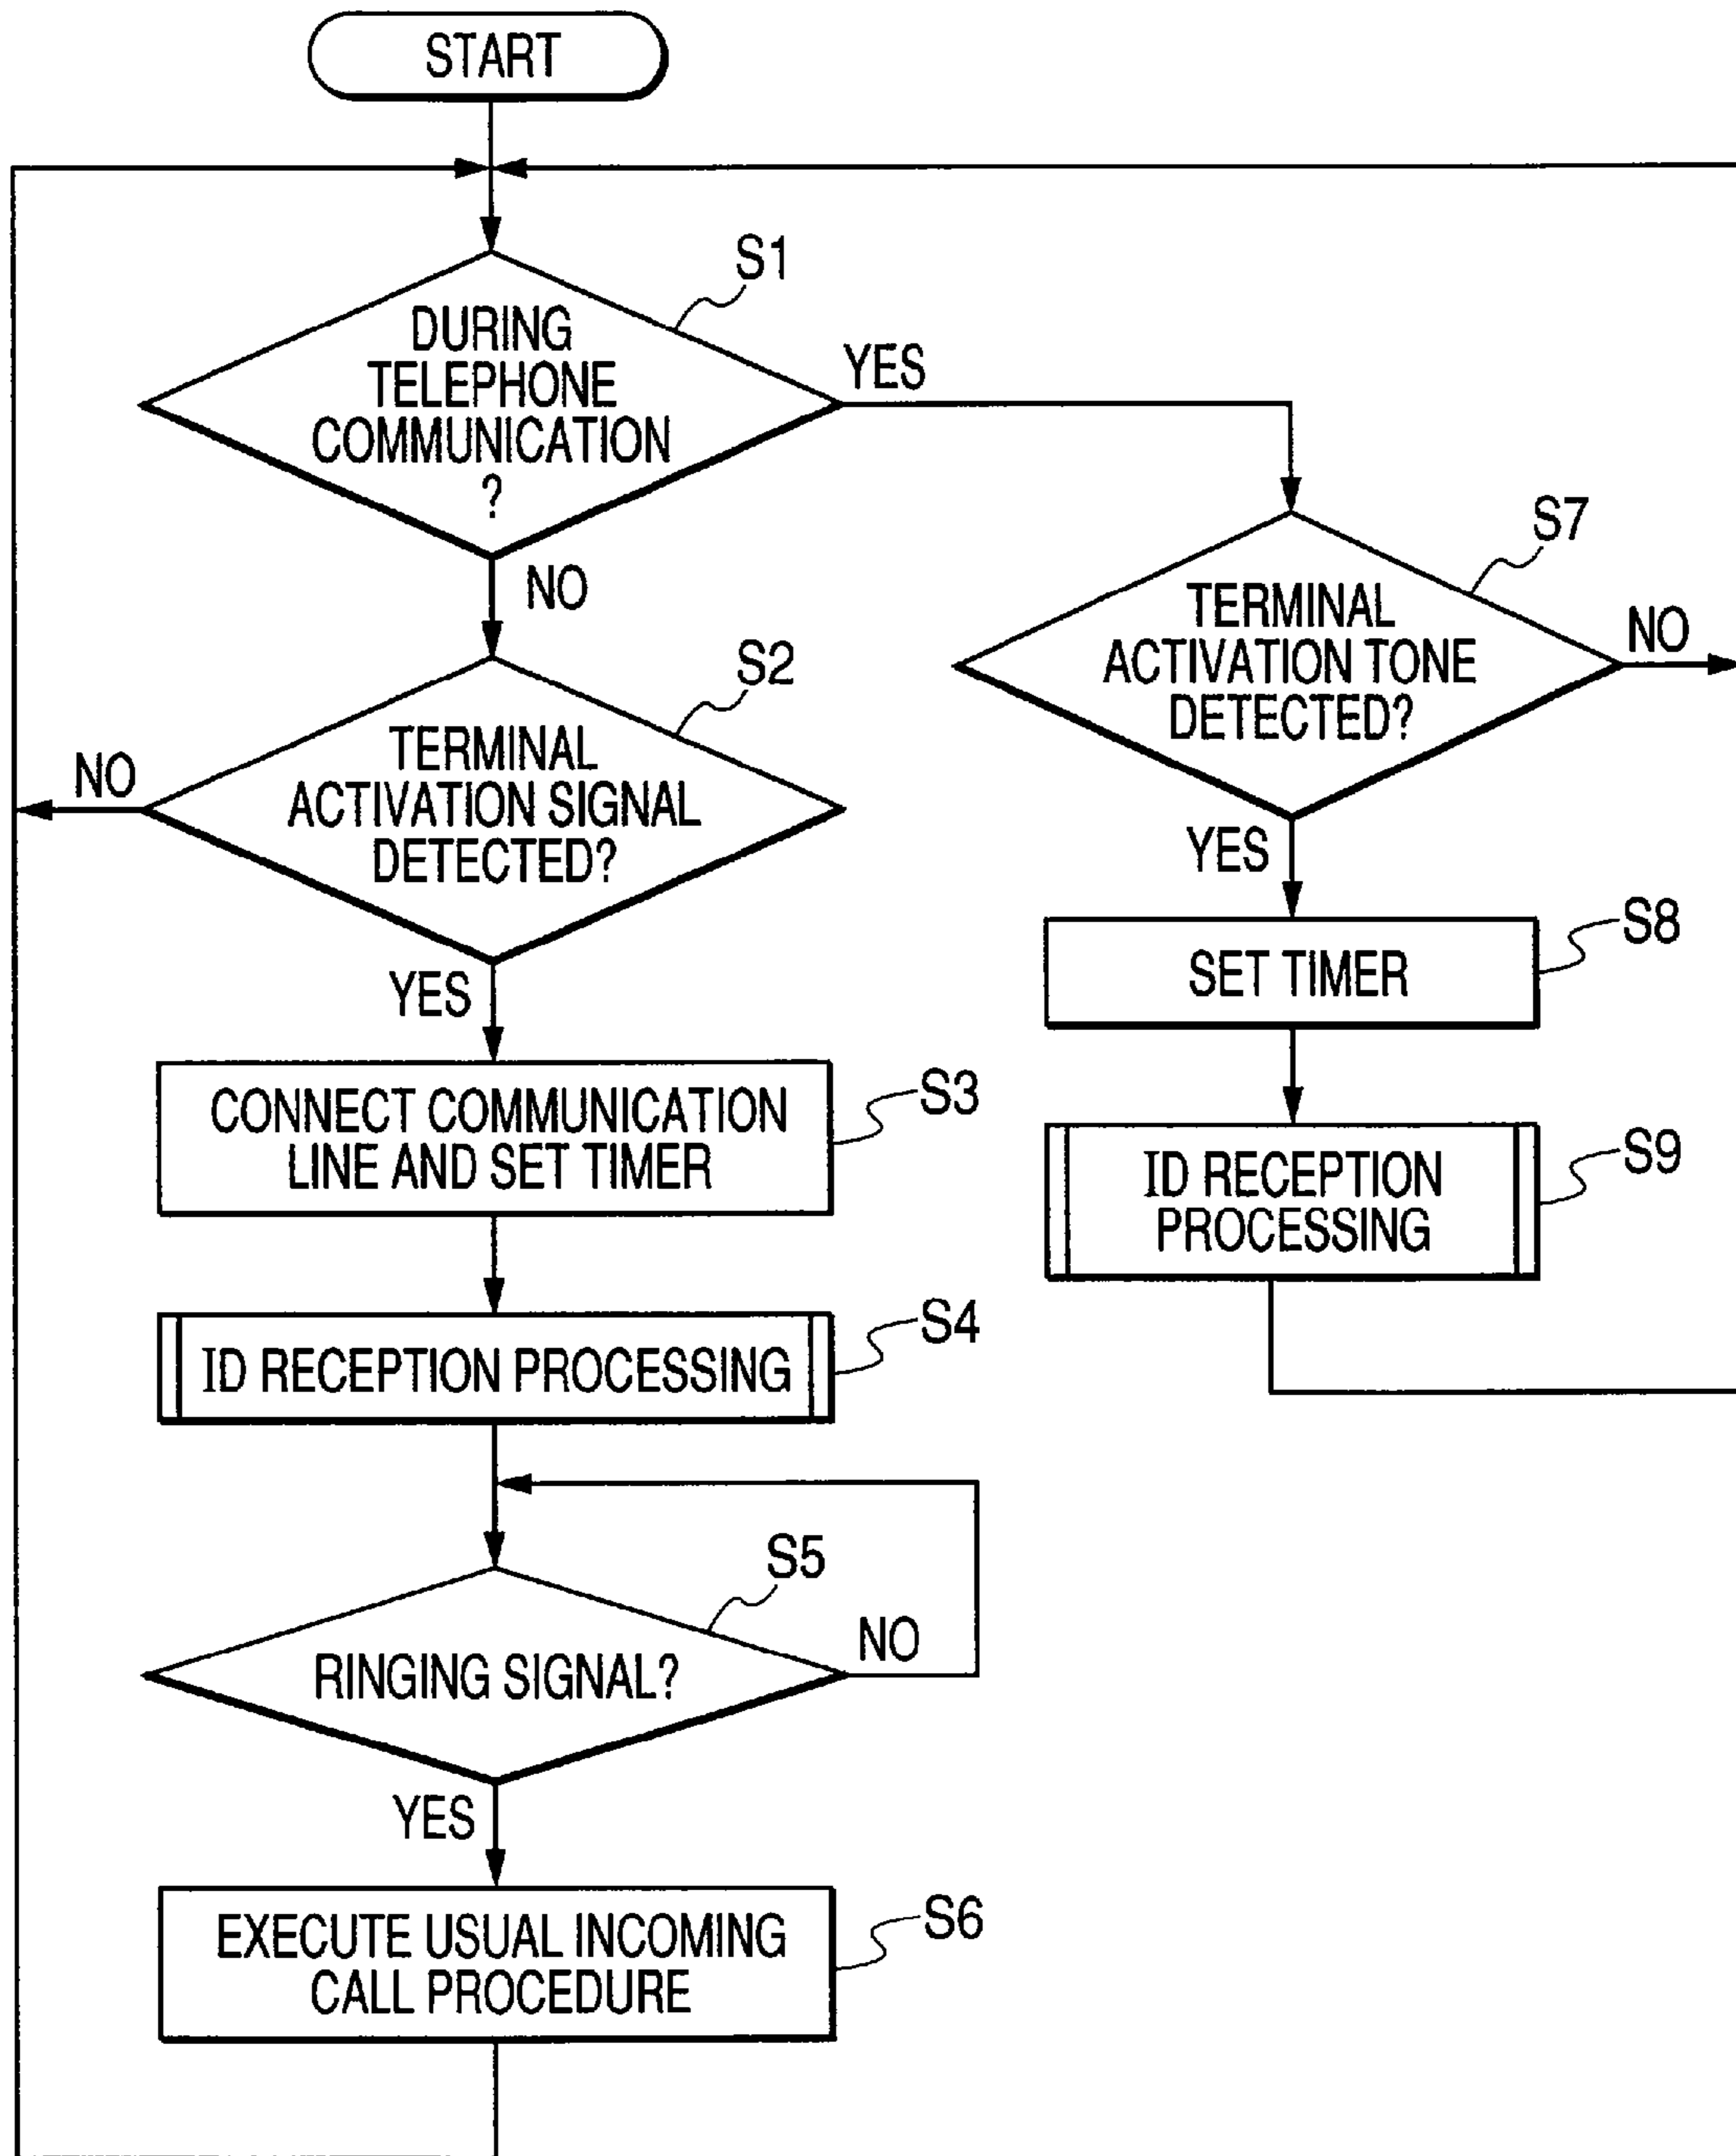 START
S1
DURING
TELEPHONE
COMMUNICATION
?
YES
NO
S2
TERMINAL
ACTIVATION SIGNAL
DETECTED?
NO
YES
S3
CONNECT COMMUNICATION
LINE AND SET TIMER
S4
ID RECEPTION PROCESSING
S5
RINGING SIGNAL?
NO
YES
S6
EXECUTE USUAL INCOMING
CALL PROCEDURE
S7
TERMINAL
ACTIVATION TONE
DETECTED?
NO
YES
S8
SET TIMER
S9
ID RECEPTION
PROCESSING